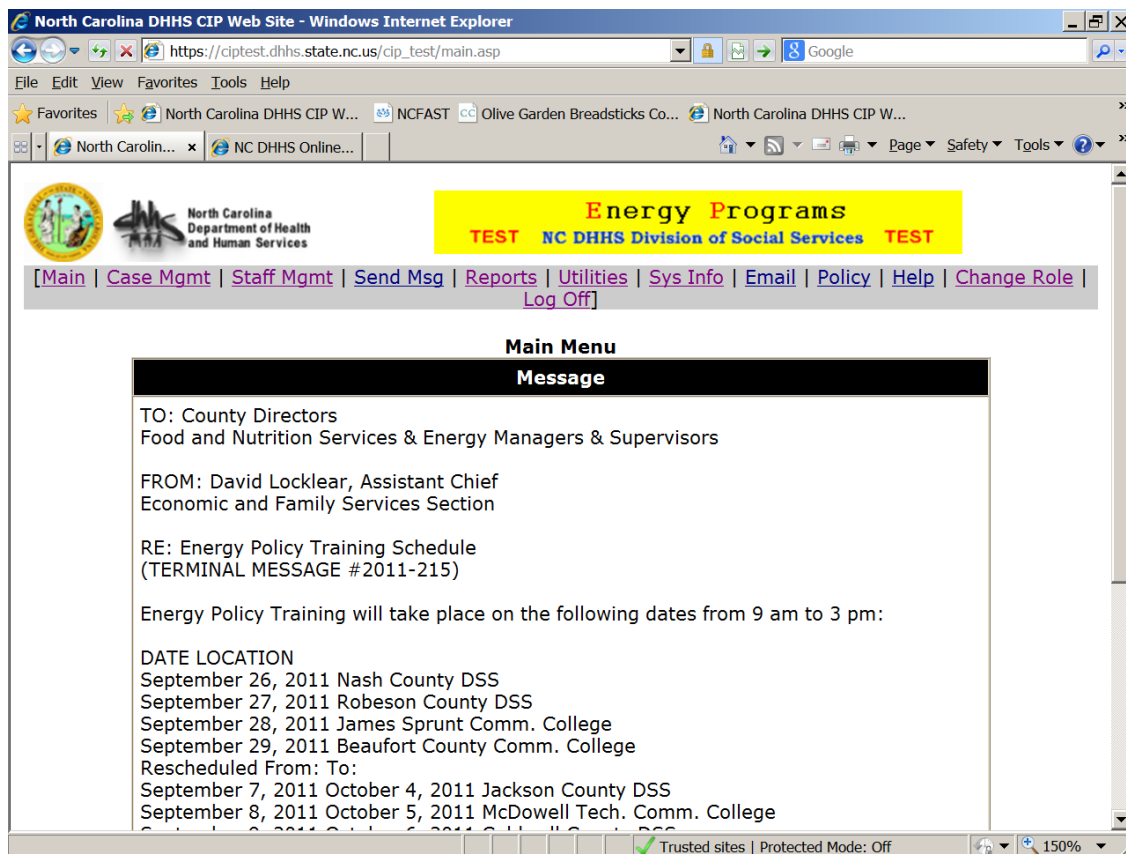 North Carolina DHHS CIP Web Site - Windows Internet Explorer
https://ciptest.dhhs.state.nc.us/cip_test/main.asp
Google
File Edit View Favorites Tools Help
Favorites North Carolina DHHS CIP W... NCFAST CC Olive Garden Breadsticks Co... North Carolina DHHS CIP W... »
North Carolin... x NC DHHS Online... Page Safety Tools »
dhhs
North Carolina
Department of Health
and Human Services
Energy Programs
TEST NC DHHS Division of Social Services TEST
[Main | Case Mgmt | Staff Mgmt | Send Msg | Reports | Utilities | Sys Info | Email | Policy | Help | Change Role |
Log Off]
Main Menu
Message
TO: County Directors
Food and Nutrition Services & Energy Managers & Supervisors
FROM: David Locklear, Assistant Chief
Economic and Family Services Section
RE: Energy Policy Training Schedule
(TERMINAL MESSAGE #2011-215)
Energy Policy Training will take place on the following dates from 9 am to 3 pm:
DATE LOCATION
September 26, 2011 Nash County DSS
September 27, 2011 Robeson County DSS
September 28, 2011 James Sprunt Comm. College
September 29, 2011 Beaufort County Comm. College
Rescheduled From: To:
September 7, 2011 October 4, 2011 Jackson County DSS
September 8, 2011 October 5, 2011 McDowell Tech. Comm. College
Trusted sites | Protected Mode: Off 150%